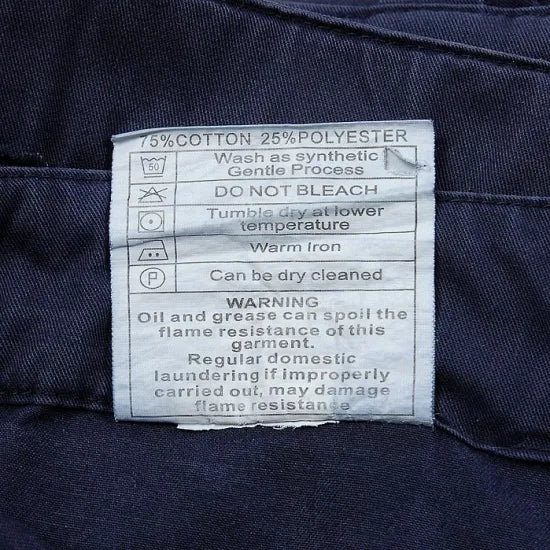 75%COTTON 25%POLYESTER
50
Wash as synthetic
Gentle Process
DO NOT BLEACH
Tumble dry at lower
temperature
Warm Iron
P
Can be dry cleaned
WARNING
Oil and grease can spoil the
flame resistance of this
garment.
Regular domestic
laundering if improperly
carried out, may damage
flame resistance